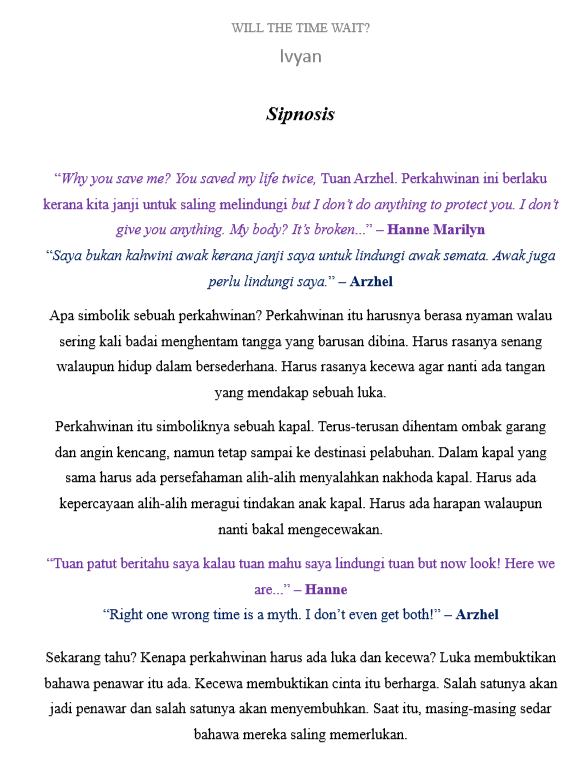 WILL THE TIME WAIT?
Ivyan
Sipnosis
“Why you save me? You saved my life twice, Tuan Arzhel. Perkahwinan ini berlaku
kerana kita janji untuk saling melindungi but I don’t do anything to protect you. I don’t
give you anything. My body? It’s broken...” – Hanne Marilyn
“Saya bukan kahwini awak kerana janji saya untuk lindungi awak semata. Awak juga
perlu lindungi saya.” – Arzhel
Apa simbolik sebuah perkahwinan? Perkahwinan itu harusnya berasa nyaman walau
sering kali badai menghentam tangga yang barusan dibina. Harus rasanya senang
walaupun hidup dalam bersederhana. Harus rasanya kecewa agar nanti ada tangan
yang mendakap sebuah luka.
Perkahwinan itu simboliknya sebuah kapal. Terus-terusan dihentam ombak garang
dan angin kencang, namun tetap sampai ke destinasi pelabuhan. Dalam kapal yang
sama harus ada persefahaman alih-alih menyalahkan nakhoda kapal. Harus ada
kepercayaan alih-alih meragui tindakan anak kapal. Harus ada harapan walaupun
nanti bakal mengecewakan.
“Tuan patut beritahu saya kalau tuan mahu saya lindungi tuan but now look! Here we
are...” – Hanne
“Right one wrong time is a myth. I don’t even get both!” – Arzhel
Sekarang tahu? Kenapa perkahwinan harus ada luka dan kecewa? Luka membuktikan
bahawa penawar itu ada. Kecewa membuktikan cinta itu berharga. Salah satunya akan
jadi penawar dan salah satunya akan menyembuhkan. Saat itu, masing-masing sedar
bahawa mereka saling memerlukan.